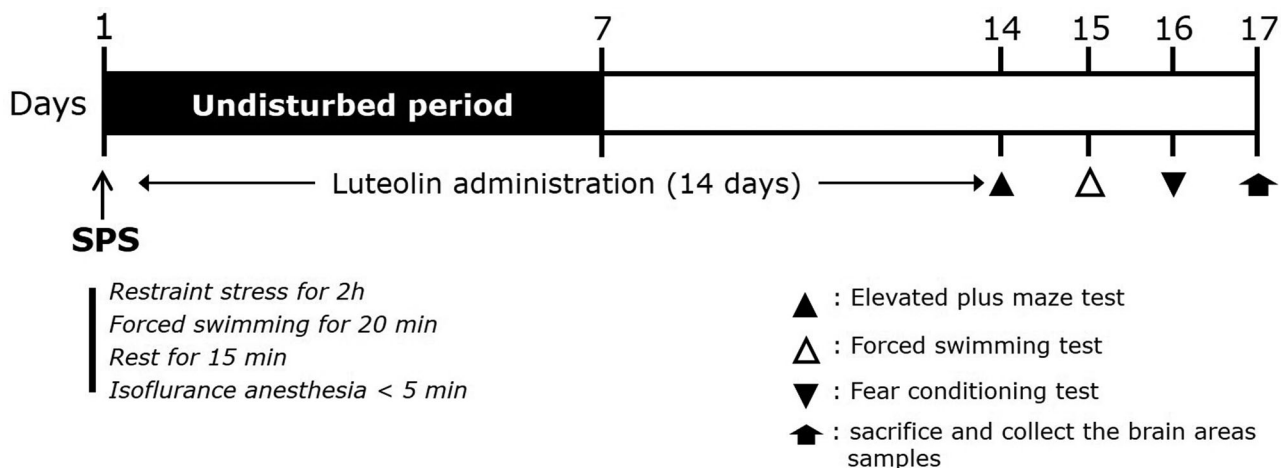 1 7 14 15 16 17
Days
Undisturbed period
Luteolin administration (14 days)
SPS
Restraint stress for 2h
Forced swimming for 20 min
Rest for 15 min
Isoflurance anesthesia < 5 min
: Elevated plus maze test
: Forced swimming test
: Fear conditioning test
: sacrifice and collect the brain areas
samples